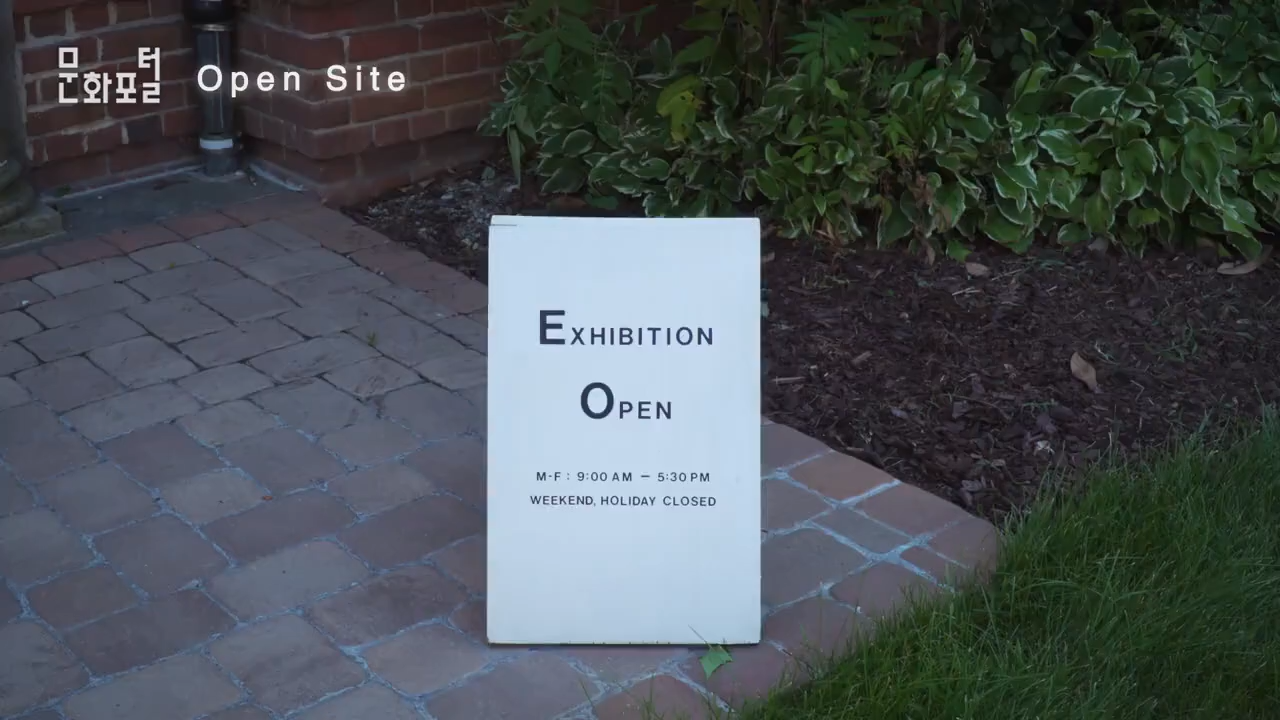 문화포털 Open Site
EXHIBITION
OPEN
M-F : 9:00 AM — 5:30 PM
WEEKEND, HOLIDAY CLOSED